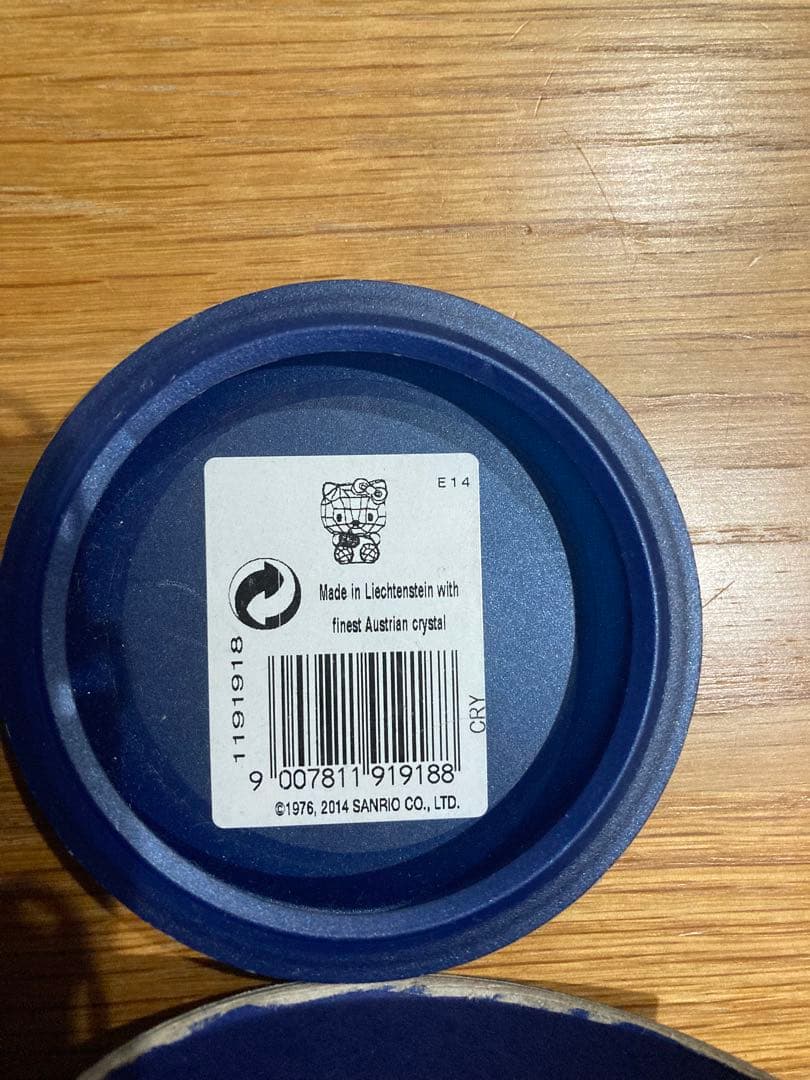 E14
Made in Liechtenstein with
finest Austrian crystal
1191918
CRY
9 007811 919188
©1976, 2014 SANRIO CO., LTD.